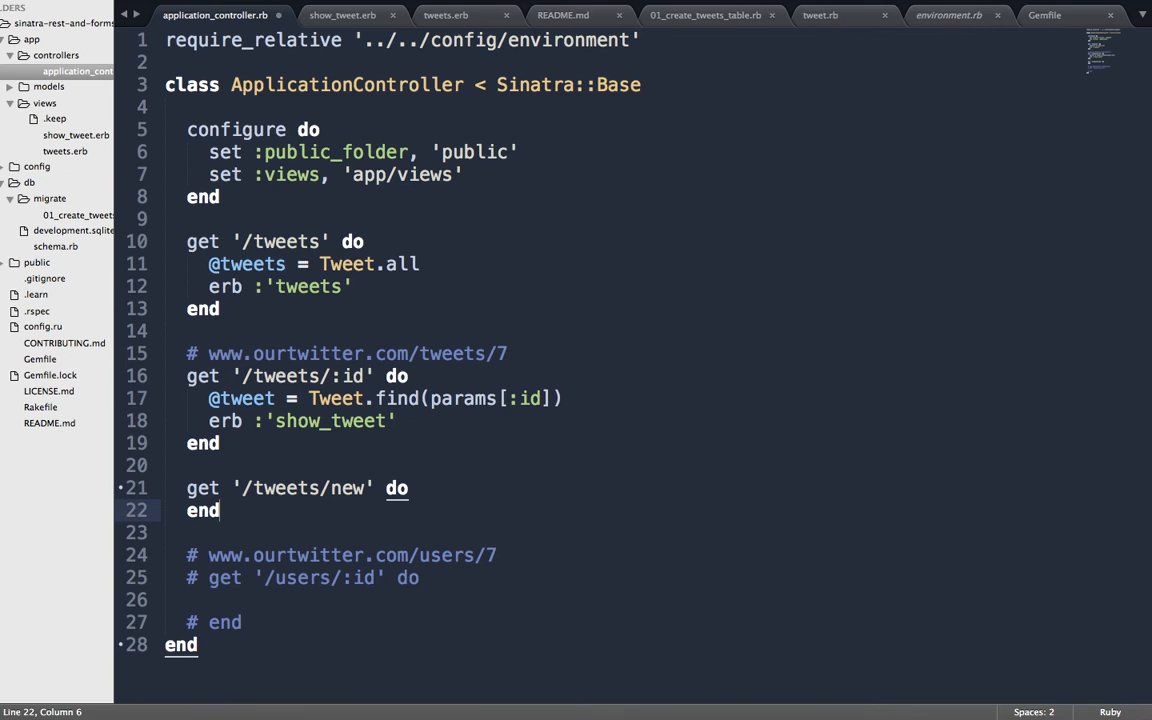 LDERS
sinatra-rest-and-forms
app
controllers
application_cont
models
views
.keep
show_tweet.erb
tweets.erb
config
db
migrate
01_create_tweets
development.sqlite
schema.rb
public
.gitignore
.learn
.rspec
config.ru
CONTRIBUTING.md
Gemfile
Gemfile.lock
LICENSE.md
Rakefile
README.md
application_controller.rb
show_tweet.erb
tweets.erb
README.md
01_create_tweets_table.rb
tweet.rb
environment.rb
Gemfile
1 require_relative '../../config/environment'
2
3 class ApplicationController < Sinatra::Base
4
5 configure do
6 set :public_folder, 'public'
7 set :views, 'app/views'
8 end
9
10 get '/tweets' do
11 @tweets = Tweet.all
12 erb :'tweets'
13 end
14
15 # www.ourtwitter.com/tweets/7
16 get '/tweets/:id' do
17 @tweet = Tweet.find(params[:id])
18 erb :'show_tweet'
19 end
20
21 get '/tweets/new' do
22 end
23
24 # www.ourtwitter.com/users/7
25 # get '/users/:id' do
26
27 # end
28 end
Line 22, Column 6
Spaces: 2
Ruby